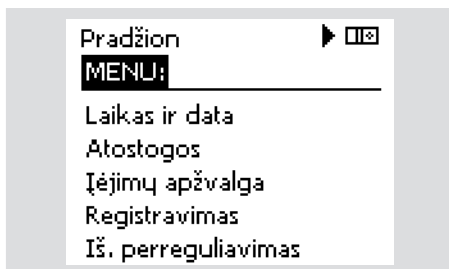 Pradžion
MENU:
Laikas ir data
Atostogos
Įėjimų apžvalga
Registravimas
Iš. perreguliavimas